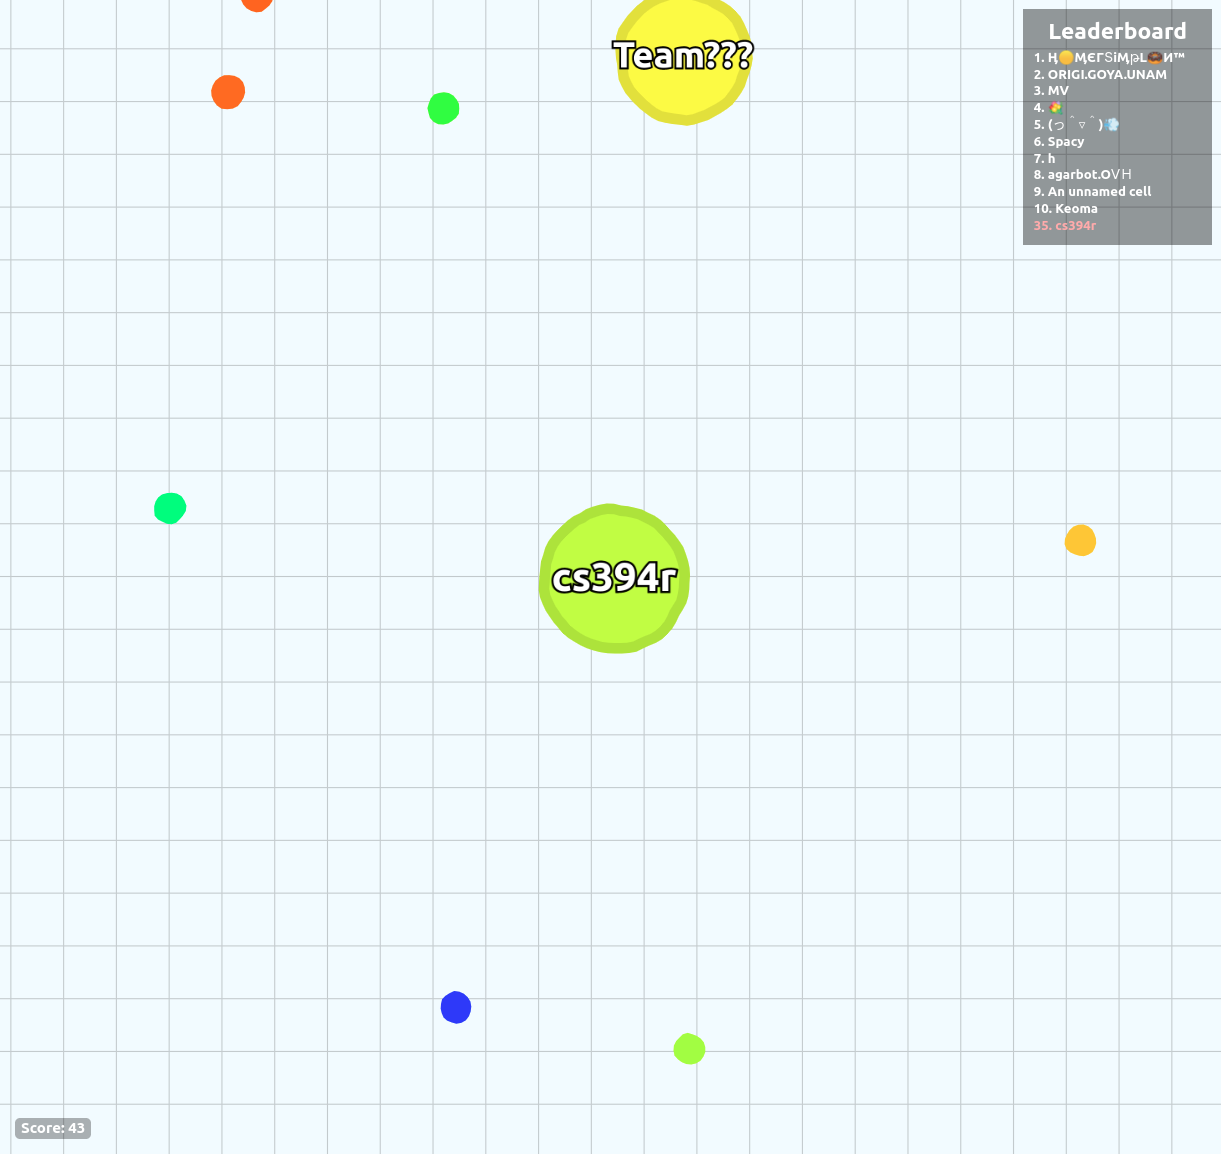 Team???
Leaderboard
1. Ң🟡ӍЄГЅiӍṗL🍩И™
2. ORIGI.GOYA.UNAM
3. MV
4.
5. (っ＾▿＾)💨
6. Spacy
7. h
8. agarbot.OVH
9. An unnamed cell
10. Keoma
35. cs394r
cs394r
Score: 43